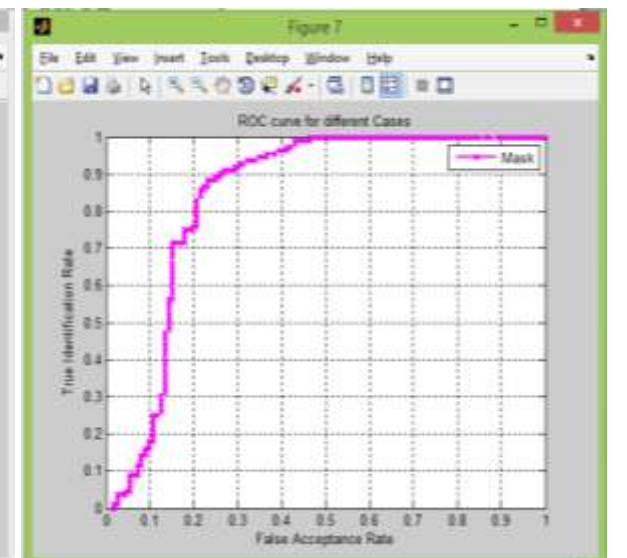 Figure 7
File Edit View Insert Tools Desktop Window Help
ROC curve for different Cases
Mask
True Identification Rate
1
0.9
0.8
0.7
0.6
0.5
0.4
0.3
0.2
0.1
0
0 0.1 0.2 0.3 0.4 0.5 0.6 0.7 0.8 0.9 1
False Acceptance Rate